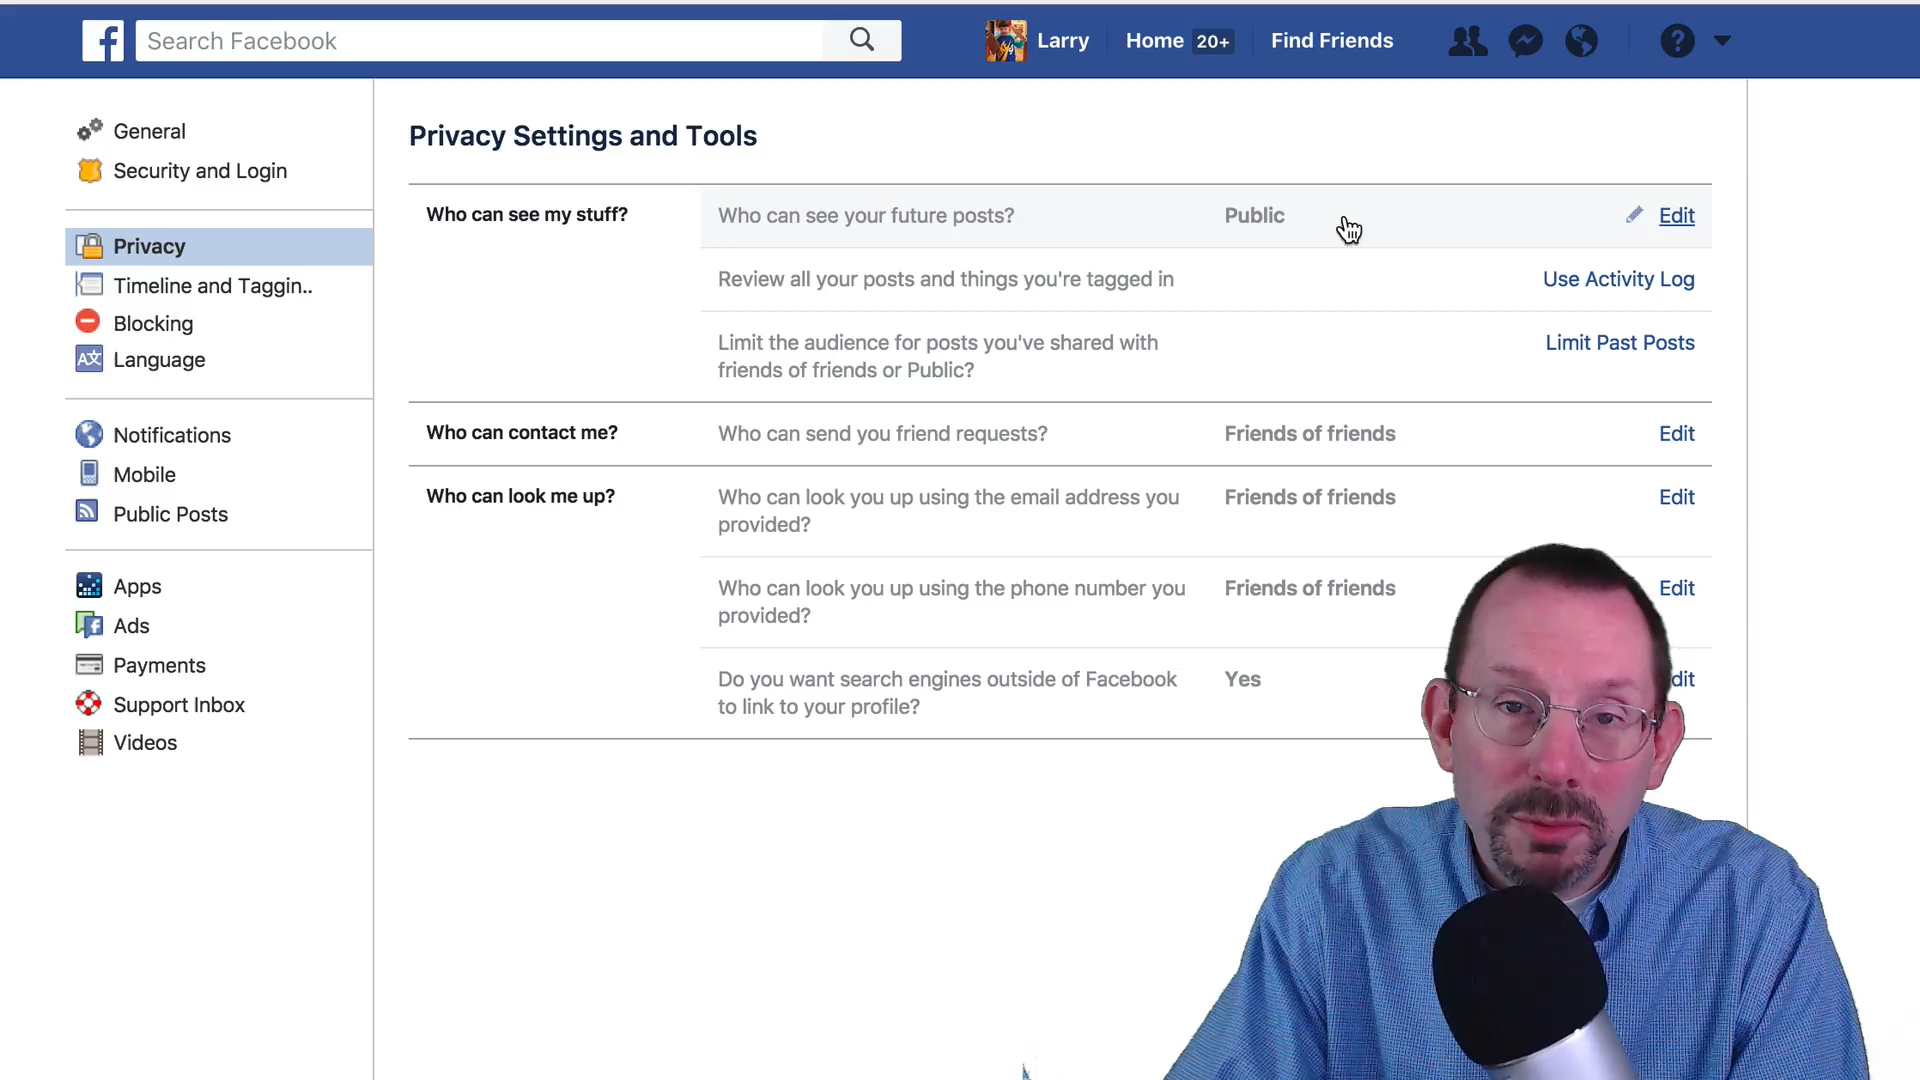 Search Facebook
Larry
Home 20+
Find Friends
General
Security and Login
Privacy
Timeline and Taggin..
Blocking
Language
Notifications
Mobile
Public Posts
Apps
Ads
Payments
Support Inbox
Videos
Privacy Settings and Tools
Who can see my stuff?
Who can see your future posts?
Public
Edit
Review all your posts and things you're tagged in
Use Activity Log
Limit the audience for posts you've shared with
friends of friends or Public?
Limit Past Posts
Who can contact me?
Who can send you friend requests?
Friends of friends
Edit
Who can look me up?
Who can look you up using the email address you
provided?
Friends of friends
Edit
Who can look you up using the phone number you
provided?
Friends of friends
Edit
Do you want search engines outside of Facebook
to link to your profile?
Yes
dit